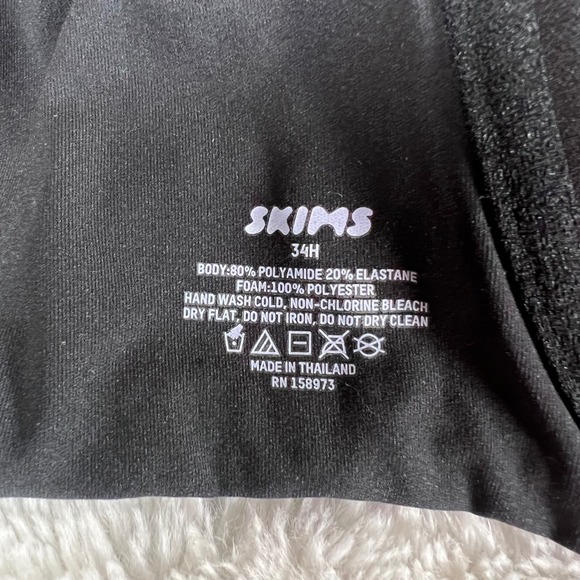 SKIMS
34H
BODY:80% POLYAMIDE 20% ELASTANE
FOAM:100% POLYESTER
HAND WASH COLD, NON-CHLORINE BLEACH
DRY FLAT, DO NOT IRON, DO NOT DRY CLEAN
MADE IN THAILAND
RN 158973